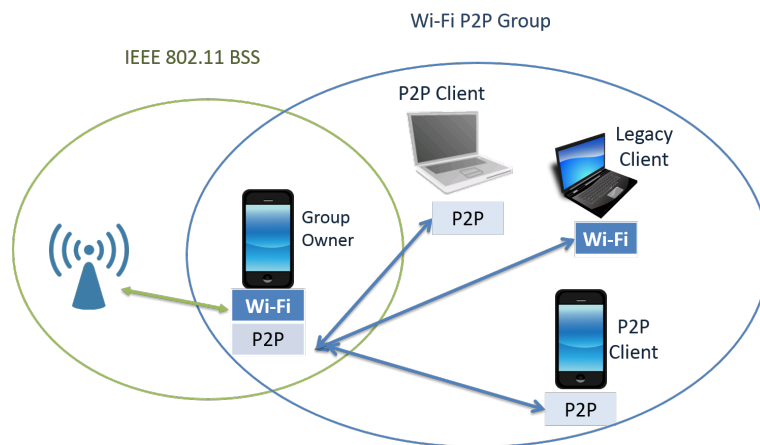 Wi-Fi P2P Group
IEEE 802.11 BSS
P2P Client
Legacy
Client
Group
Owner
P2P
Wi-Fi
Wi-Fi
P2P
P2P
Client
P2P